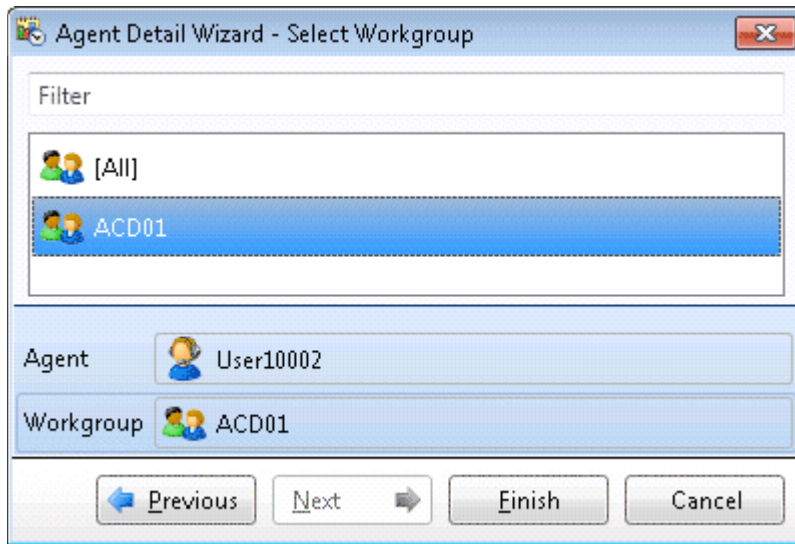 Agent Detail Wizard - Select Workgroup
Filter
[All]
ACD01
Agent User10002
Workgroup ACD01
Previous Next Finish Cancel